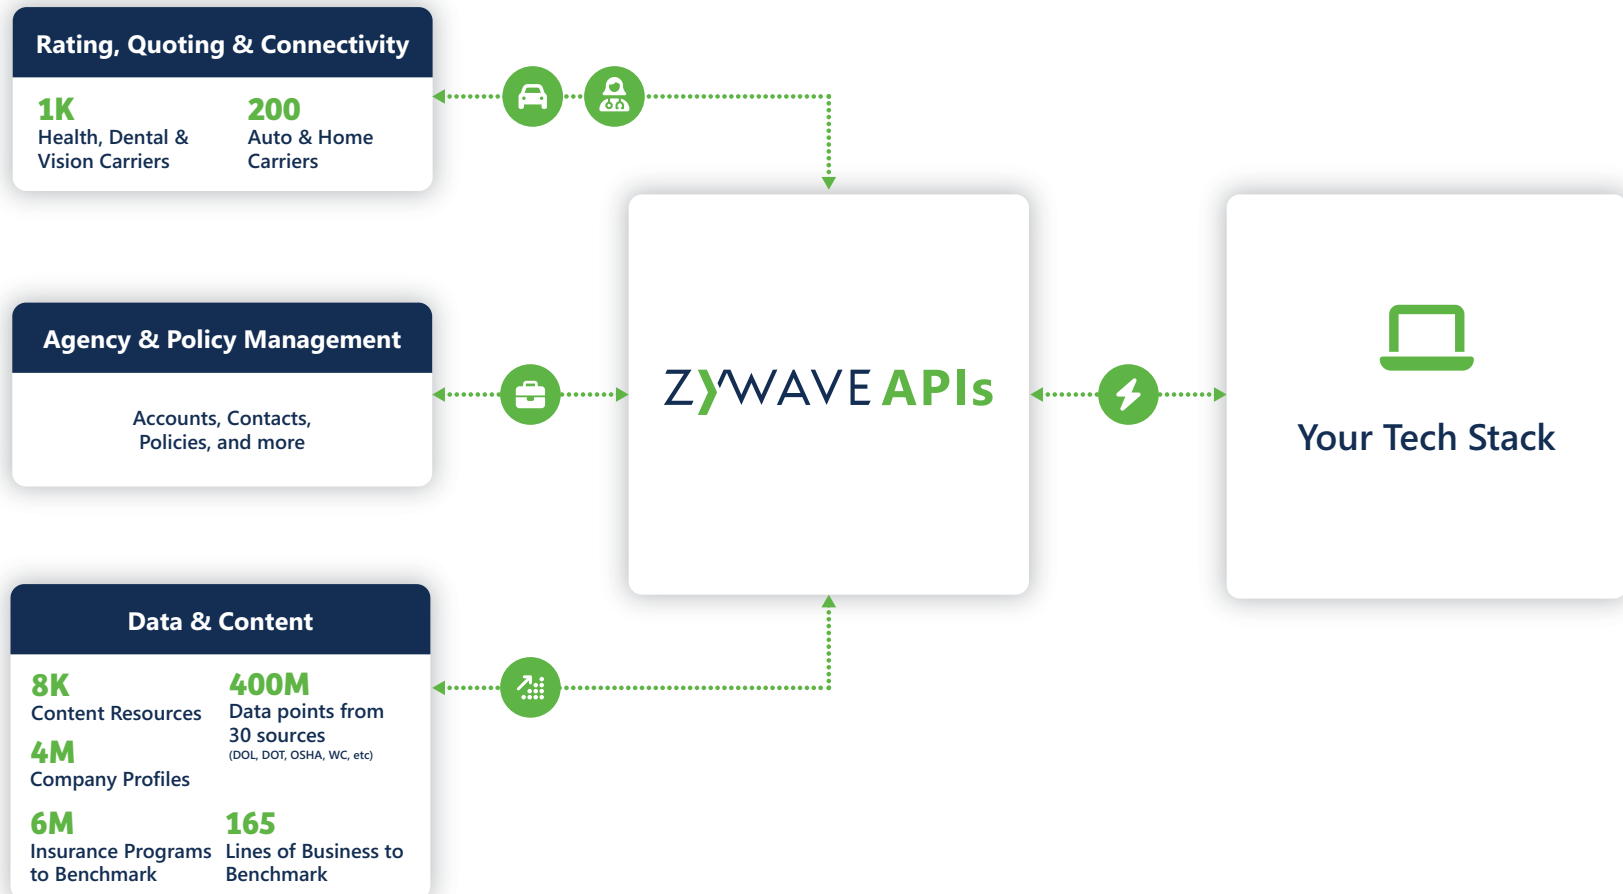 Rating, Quoting & Connectivity
1K
Health, Dental &
Vision Carriers
200
Auto & Home
Carriers
Agency & Policy Management
Accounts, Contacts,
Policies, and more
Data & Content
8K
Content Resources
4M
Company Profiles
6M
Insurance Programs
to Benchmark
400M
Data points from
30 sources
(DOL, DOT, OSHA, WC, etc)
165
Lines of Business to
Benchmark
ZYWAVE APIs
Your Tech Stack